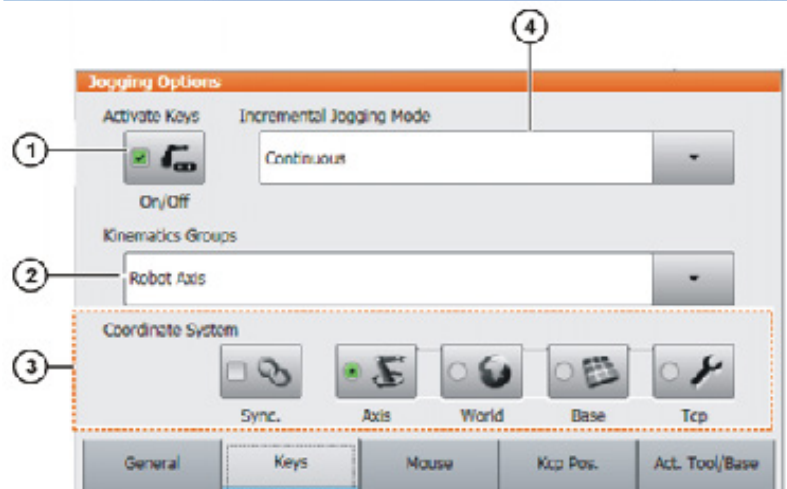 4
Jogging Options
Activate Keys Incremental Jogging Mode
1
Continuous
On/Off
Kinematics Groups
2
Robot Axis
Coordinate System
3
Sync. Axis World Base Tcp
General Keys Mouse Kcp Pos. Act. Tool/Base